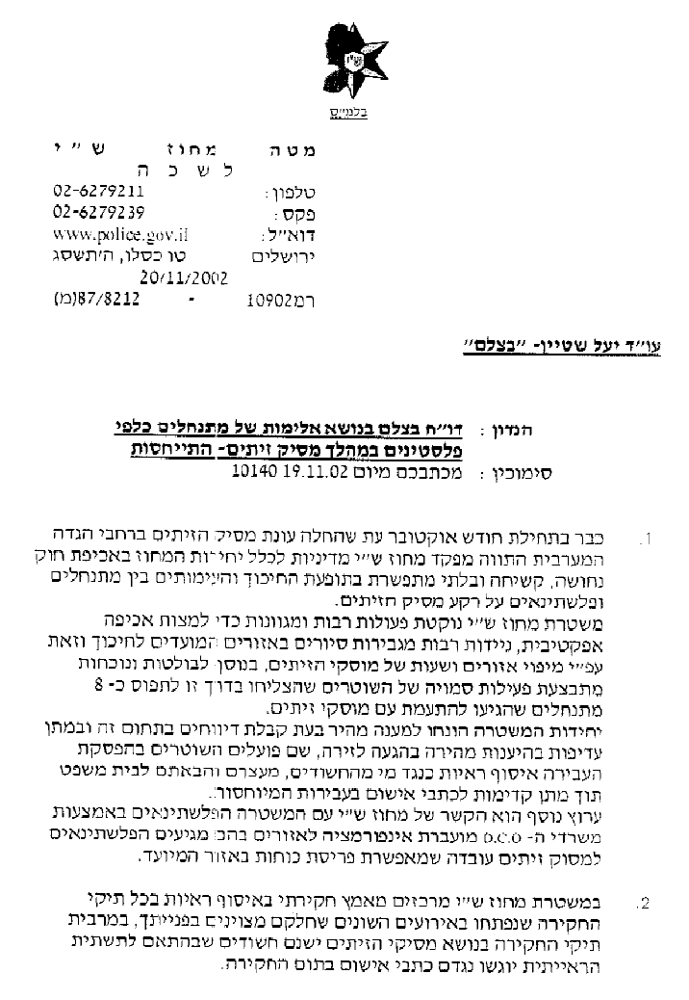 ש"י
בלמ"ס
מטה מחוז ש"י
לשכה
טלפון: 02-6279211
פקס: 02-6279239
דוא"ל: www.police.gov.il
ירושלים טו כסלו, ה'תשסג
20/11/2002
רמ10902 - 87/8212(מ)
עו"ד יעל שטיין- "בצלם"
הנדון : דו"ח בצלם בנושא אלימות של מתנחלים כלפי
פלסטינים במהלך מסיק זיתים- התייחסות
סימוכין : מכתבכם מיום 19.11.02 10140
1. כבר בתחילת חודש אוקטובר עת שהחלה עונת מסיק הזיתים ברחבי הגדה
המערבית התווה מפקד מחוז ש"י מדיניות לכלל יחידות המחוז באכיפת חוק
נחושה, קשיחה ובלתי מתפשרת בתופעת החיכוך והעימותים בין מתנחלים
ופלשתינאים על רקע מסיק הזיתים.
משטרת מחוז ש"י נוקטת פעולות רבות ומגוונות כדי למצות אכיפה
אפקטיבית, ניידות רבות מגבירות סיורים באזורים המועדים לחיכוך וזאת
עפ"י מיפוי אזורים ושעות של מוסקי הזיתים, בנוסף לבולטות ונוכחות
מתבצעת פעילות סמויה של השוטרים שהצליחו בדרך זו לתפוס כ- 8
מתנחלים שהגיעו להתעמת עם מוסקי זיתים.
יחידות המשטרה הונחו למענה מהיר בעת קבלת דיווחים בתחום זה ובמתן
עדיפות בהיענות מהירה בהגעה לזירה, שם פועלים השוטרים בהפסקת
העבירה איסוף ראיות כנגד מי מהחשודים, מעצרם והבאתם לבית משפט
תוך מתן קדימות לכתבי אישום בעבירות המיוחסות.
ערוץ נוסף הוא הקשר של מחוז ש"י עם המשטרה הפלשתינאים באמצעות
משרדי ה- D.C.O מועברת אינפורמציה לאזורים בהם מגיעים הפלשתינאים
למסוק זיתים עובדה שמאפשרת פריסת כוחות באזור המיועד.
2. במשטרת מחוז ש"י מרכזים מאמץ חקירתי באיסוף ראיות בכל תיקי
החקירה שנפתחו באירועים השונים שחלקם מצוינים בפנייתך, במרבית
תיקי החקירה בנושא מסיקי הזיתים ישנם חשודים שבהתאם לתשתית
הראייתית יוגשו נגדם כתבי אישום בתום החקירה.